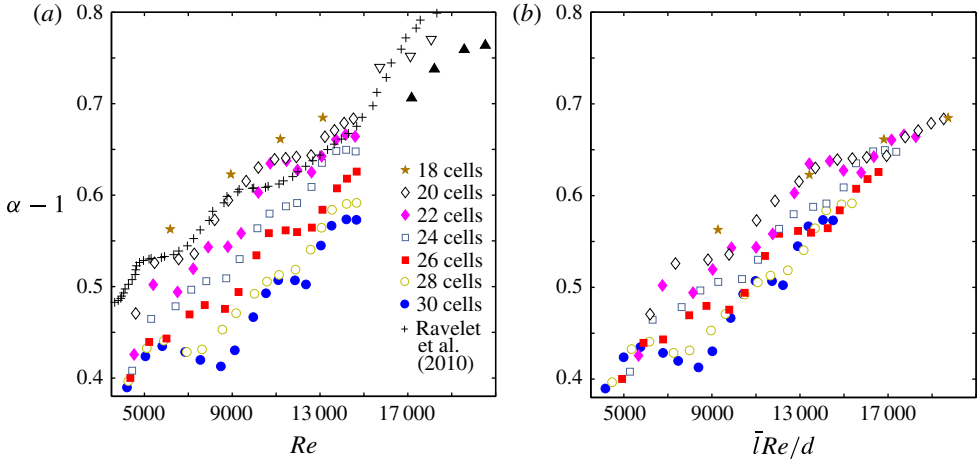 (a)
0.8
0.7
0.6
0.5
0.4
α − 1
5000 9000 13 000 17 000
Re
18 cells
20 cells
22 cells
24 cells
26 cells
28 cells
30 cells
Ravelet
et al.
(2010)
(b)
0.8
0.7
0.6
0.5
0.4
5000 9000 13 000 17 000
l̄Re/d